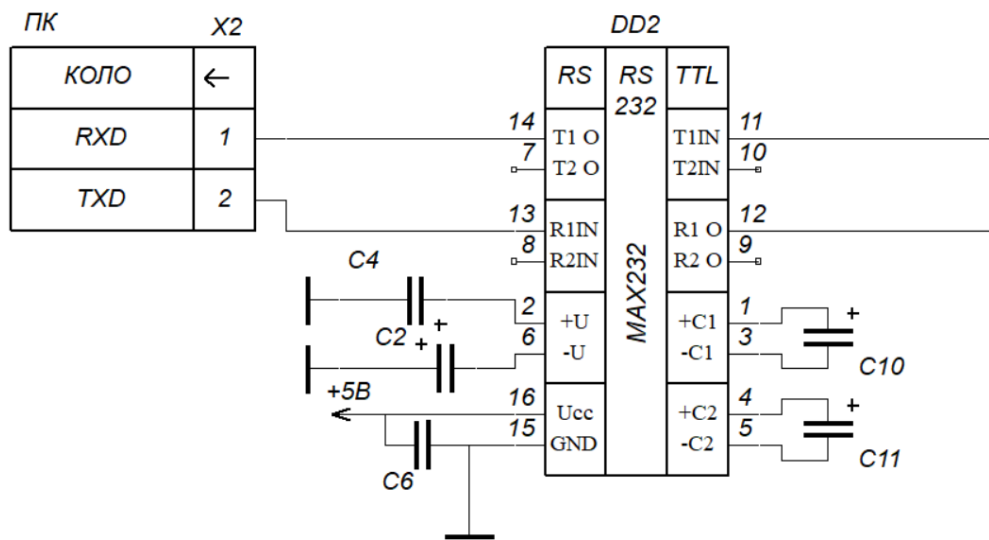 ПК X2
КОЛО ←
RXD 1
TXD 2
DD2
RS RS TTL
232
MAX232
14 T1 O T1IN 11
7 T2 O T2IN 10
13 R1IN R1 O 12
8 R2IN R2 O 9
C4
2 +U +C1 1
+
C2 +
6 -U -C1 3
+
C10
+5В
16 Ucc +C2 4
15 GND -C2 5
+
C6
C11